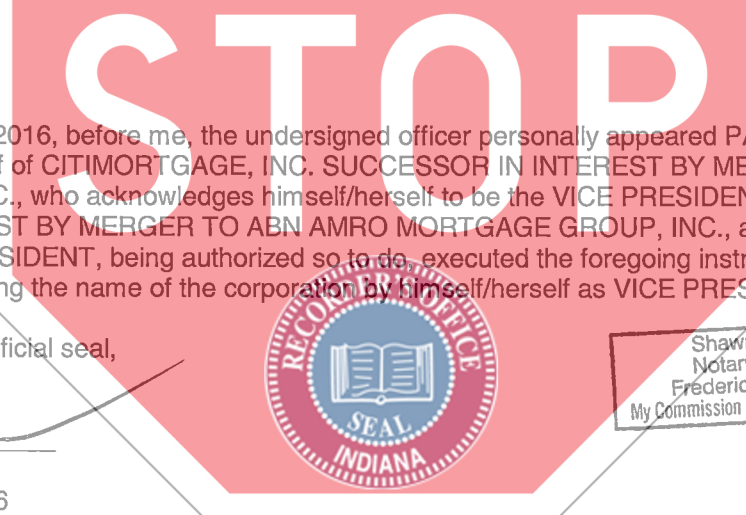 STOP
2016, before me, the undersigned officer personally appeared PA
f of CITIMORTGAGE, INC. SUCCESSOR IN INTEREST BY ME
C., who acknowledges himself/herself to be the VICE PRESIDEN
ST BY MERGER TO ABN AMRO MORTGAGE GROUP, INC., a
SIDENT, being authorized so to do, executed the foregoing instr
ng the name of the corporation by himself/herself as VICE PRES
ficial seal,
RECORDER'S OFFICE
SEAL
INDIANA
Shaw
Notar
Frederic
My Commission
6